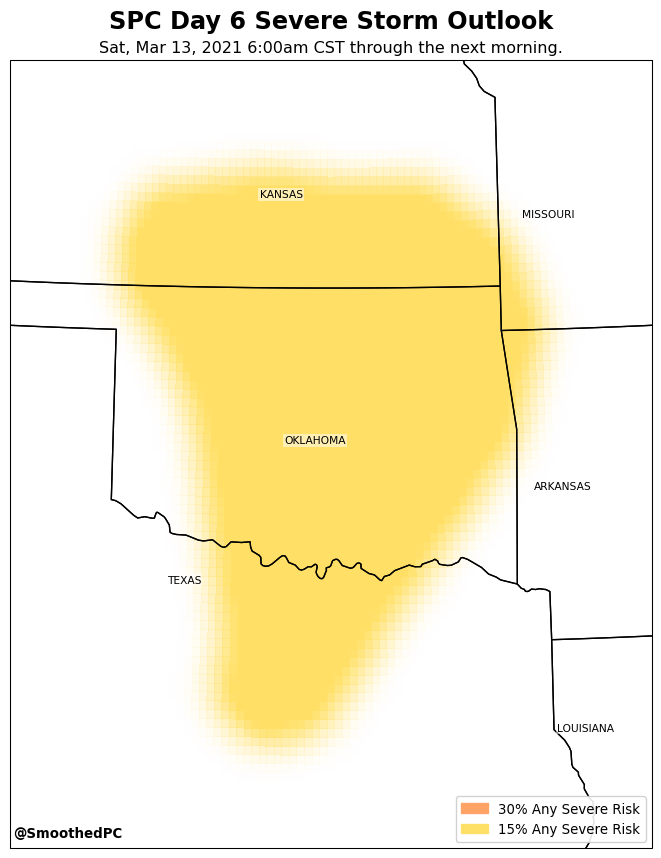 SPC Day 6 Severe Storm Outlook
Sat, Mar 13, 2021 6:00am CST through the next morning.
KANSAS
MISSOURI
OKLAHOMA
ARKANSAS
TEXAS
LOUISIANA
30% Any Severe Risk
15% Any Severe Risk
@SmoothedPC